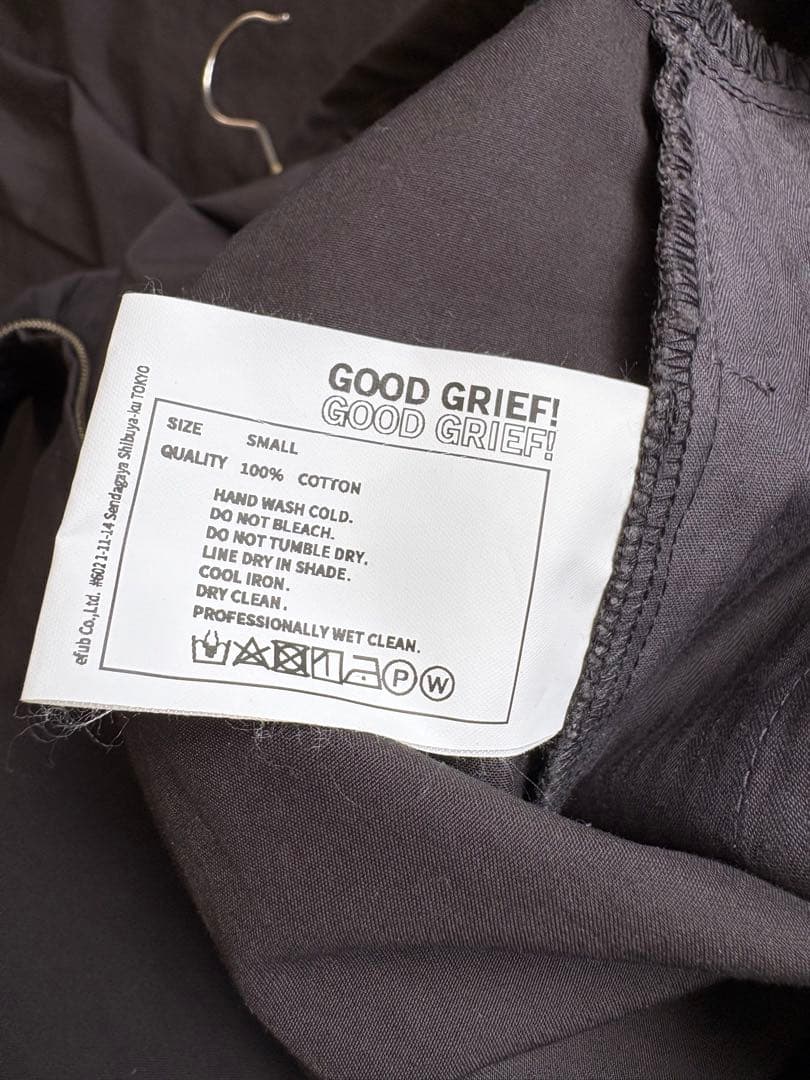 GOOD GRIEF!
GOOD GRIEF!
SIZE SMALL
QUALITY 100% COTTON
HAND WASH COLD.
DO NOT BLEACH.
DO NOT TUMBLE DRY.
LINE DRY IN SHADE.
COOL IRON.
DRY CLEAN.
PROFESSIONALLY WET CLEAN.
P W
efub Co.,Ltd. #602 1-11-14 Sendagaya Shibuya-ku TOKYO